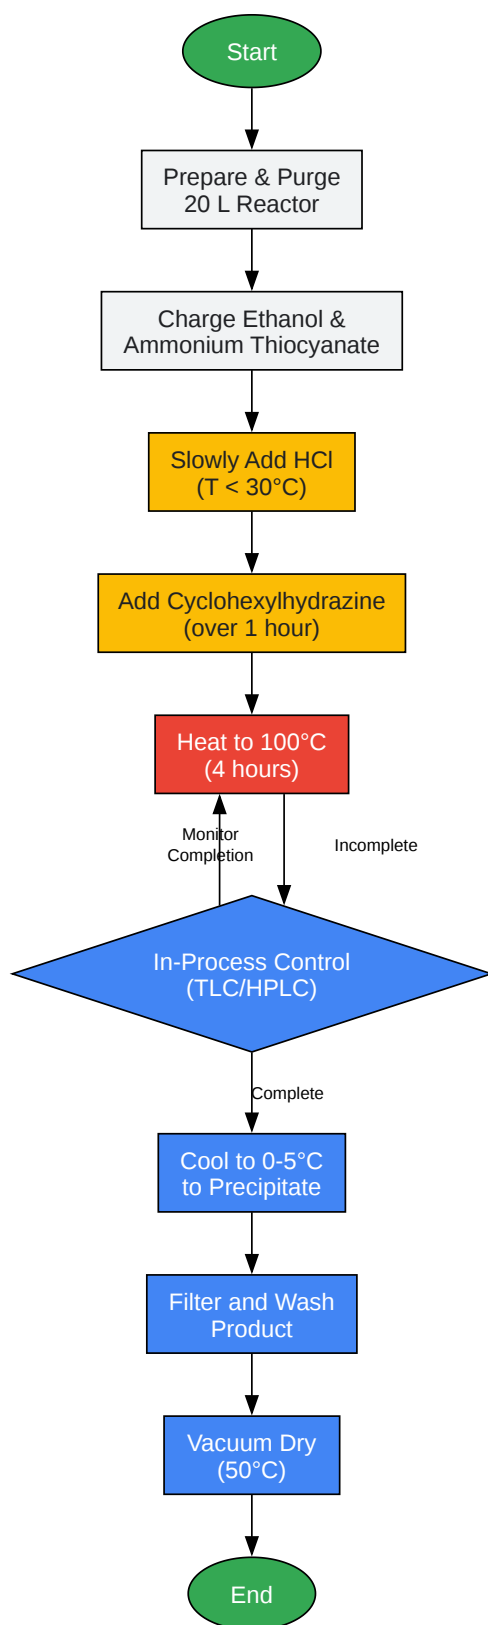 Start
Prepare & Purge
20 L Reactor
Charge Ethanol &
Ammonium Thiocyanate
Slowly Add HCl
(T < 30°C)
Add Cyclohexylhydrazine
(over 1 hour)
Heat to 100°C
(4 hours)
Monitor
Completion
Incomplete
In-Process Control
(TLC/HPLC)
Complete
Cool to 0-5°C
to Precipitate
Filter and Wash
Product
Vacuum Dry
(50°C)
End